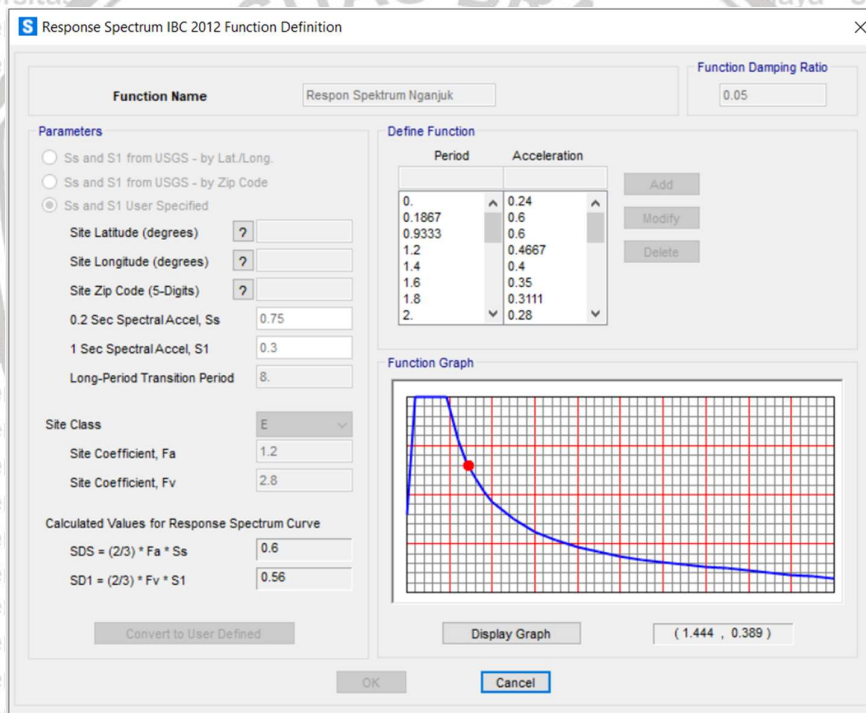 Response Spectrum IBC 2012 Function Definition
Function Damping Ratio
Function Name Respon Spektrum Nganjuk 0.05
Parameters
Ss and S1 from USGS - by Lat./Long.
Ss and S1 from USGS - by Zip Code
Ss and S1 User Specified
Site Latitude (degrees) ?
Site Longitude (degrees) ?
Site Zip Code (5-Digits) ?
0.2 Sec Spectral Accel, Ss 0.75
1 Sec Spectral Accel, S1 0.3
Long-Period Transition Period 8.
Site Class E
Site Coefficient, Fa 1.2
Site Coefficient, Fv 2.8
Calculated Values for Response Spectrum Curve
SDS = (2/3) * Fa * Ss 0.6
SD1 = (2/3) * Fv * S1 0.56
Convert to User Defined
Define Function
Period Acceleration
0. 0.24
0.1867 0.6
0.9333 0.6
1.2 0.4667
1.4 0.4
1.6 0.35
1.8 0.3111
2. 0.28
Add
Modify
Delete
Function Graph
Display Graph (1.444 , 0.389 )
OK Cancel